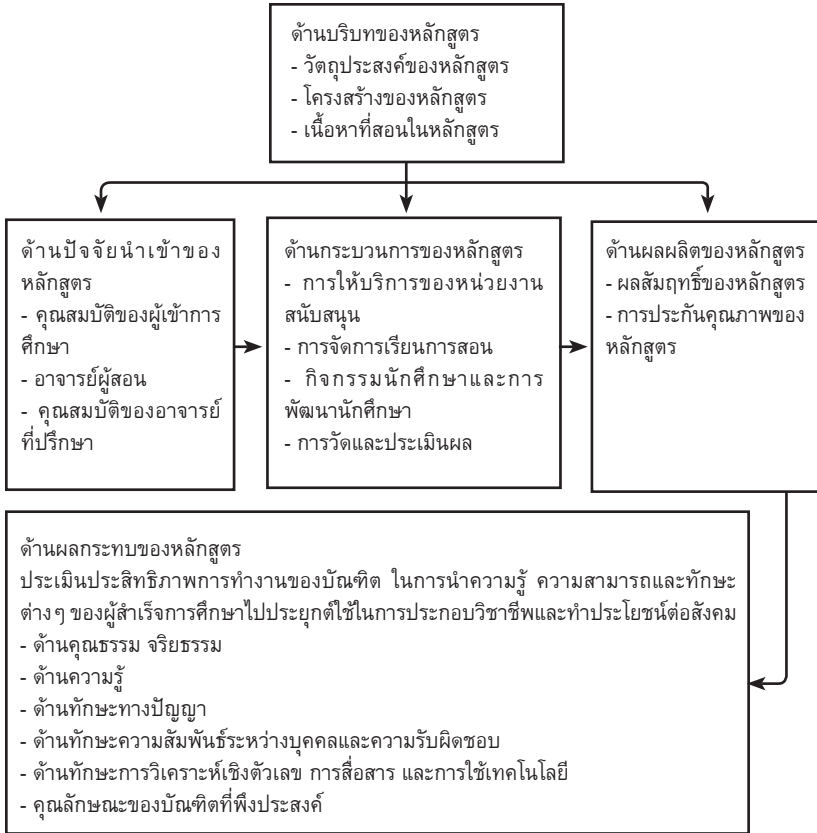 ด้านบริบทของหลักสูตร
- วัตถุประสงค์ของหลักสูตร
- โครงสร้างของหลักสูตร
- เนื้อหาที่สอนในหลักสูตร
ด้านปัจจัยนำเข้าของ
หลักสูตร
- คุณสมบัติของผู้เข้าการ
ศึกษา
- อาจารย์ผู้สอน
- คุณสมบัติของอาจารย์
ที่ปรึกษา
ด้านกระบวนการของหลักสูตร
- การให้บริการของหน่วยงาน
สนับสนุน
- การจัดการเรียนการสอน
- กิจกรรมนักศึกษาและการ
พัฒนานักศึกษา
- การวัดและประเมินผล
ด้านผลผลิตของหลักสูตร
- ผลสัมฤทธิ์ของหลักสูตร
- การประกันคุณภาพของ
หลักสูตร
ด้านผลกระทบของหลักสูตร
ประเมินประสิทธิภาพการทำงานของบัณฑิต ในการนำความรู้ ความสามารถและทักษะ
ต่างๆ ของผู้สำเร็จการศึกษาไปประยุกต์ใช้ในการประกอบวิชาชีพและทำประโยชน์ต่อสังคม
- ด้านคุณธรรม จริยธรรม
- ด้านความรู้
- ด้านทักษะทางปัญญา
- ด้านทักษะความสัมพันธ์ระหว่างบุคคลและความรับผิดชอบ
- ด้านทักษะการวิเคราะห์เชิงตัวเลข การสื่อสาร และการใช้เทคโนโลยี
- คุณลักษณะของบัณฑิตที่พึงประสงค์